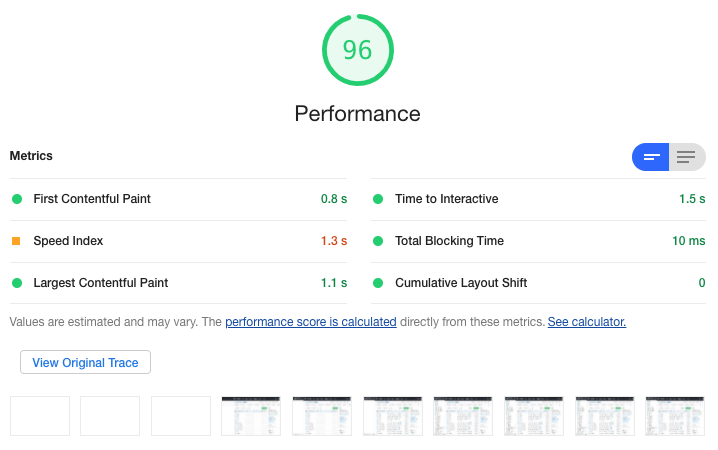 96
Performance
Metrics
First Contentful Paint 0.8 s
Time to Interactive 1.5 s
Speed Index 1.3 s
Total Blocking Time 10 ms
Largest Contentful Paint 1.1 s
Cumulative Layout Shift 0
Values are estimated and may vary. The performance score is calculated directly from these metrics. See calculator.
View Original Trace